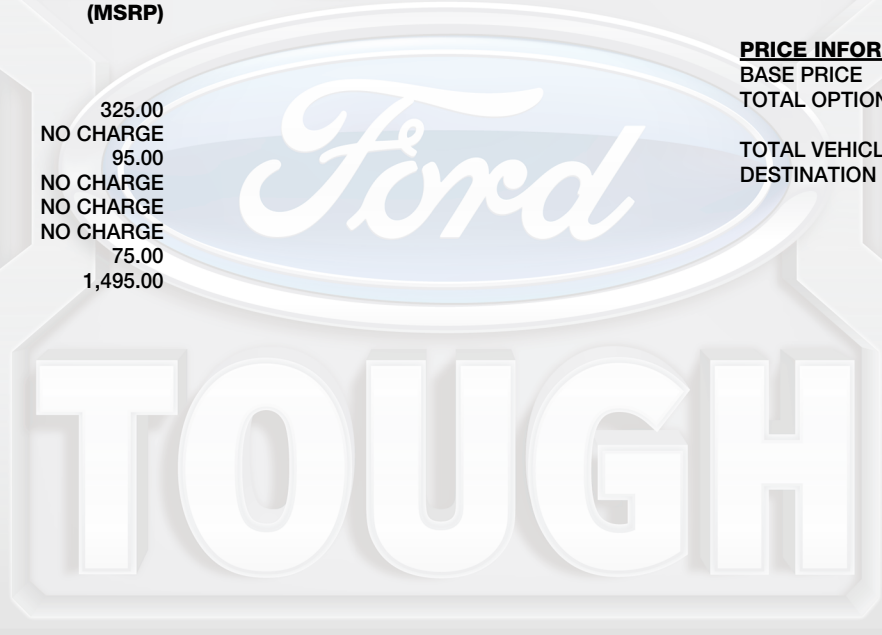 (MSRP)
325.00
NO CHARGE
95.00
NO CHARGE
NO CHARGE
NO CHARGE
75.00
1,495.00
PRICE INFOR
BASE PRICE
TOTAL OPTION
TOTAL VEHICL
DESTINATION
Ford
TOUGH